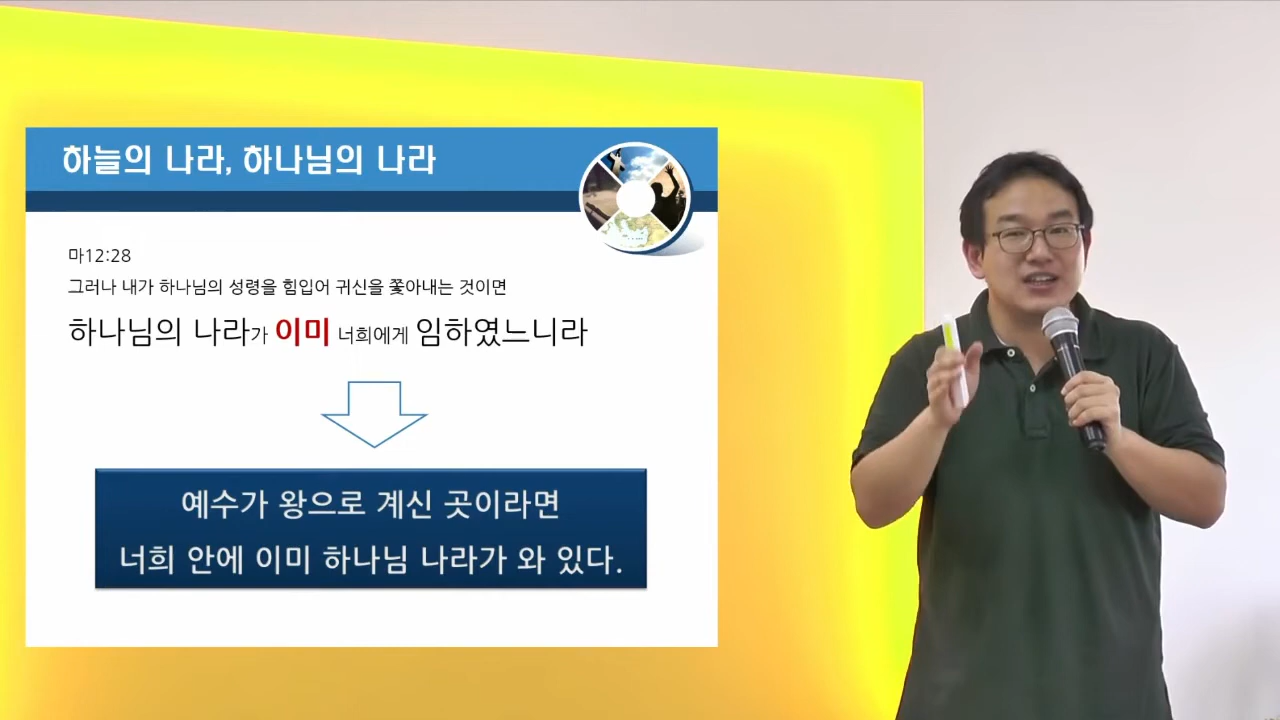 하늘의 나라, 하나님의 나라
마12:28
그러나 내가 하나님의 성령을 힘입어 귀신을 쫓아내는 것이면
하나님의 나라가 이미 너희에게 임하였느니라
예수가 왕으로 계신 곳이라면
너희 안에 이미 하나님 나라가 와 있다.